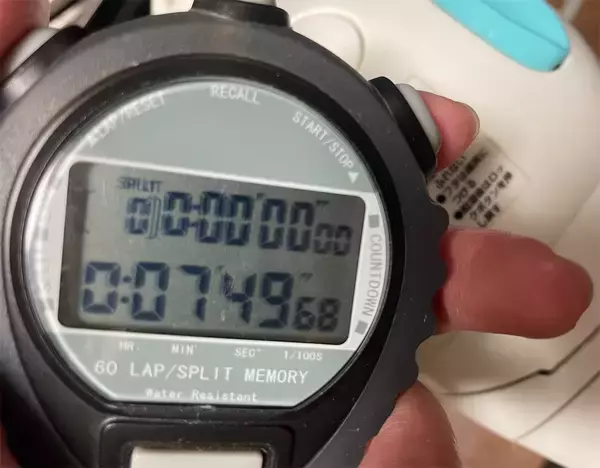 LAP/RESET
RECALL
START/STOP▲
SPLIT
0 0:00'00"00
0:07'49"68
COUNTDOWN
HR. MIN' SEC" 1/100S
60 LAP/SPLIT MEMORY
Water Resistant